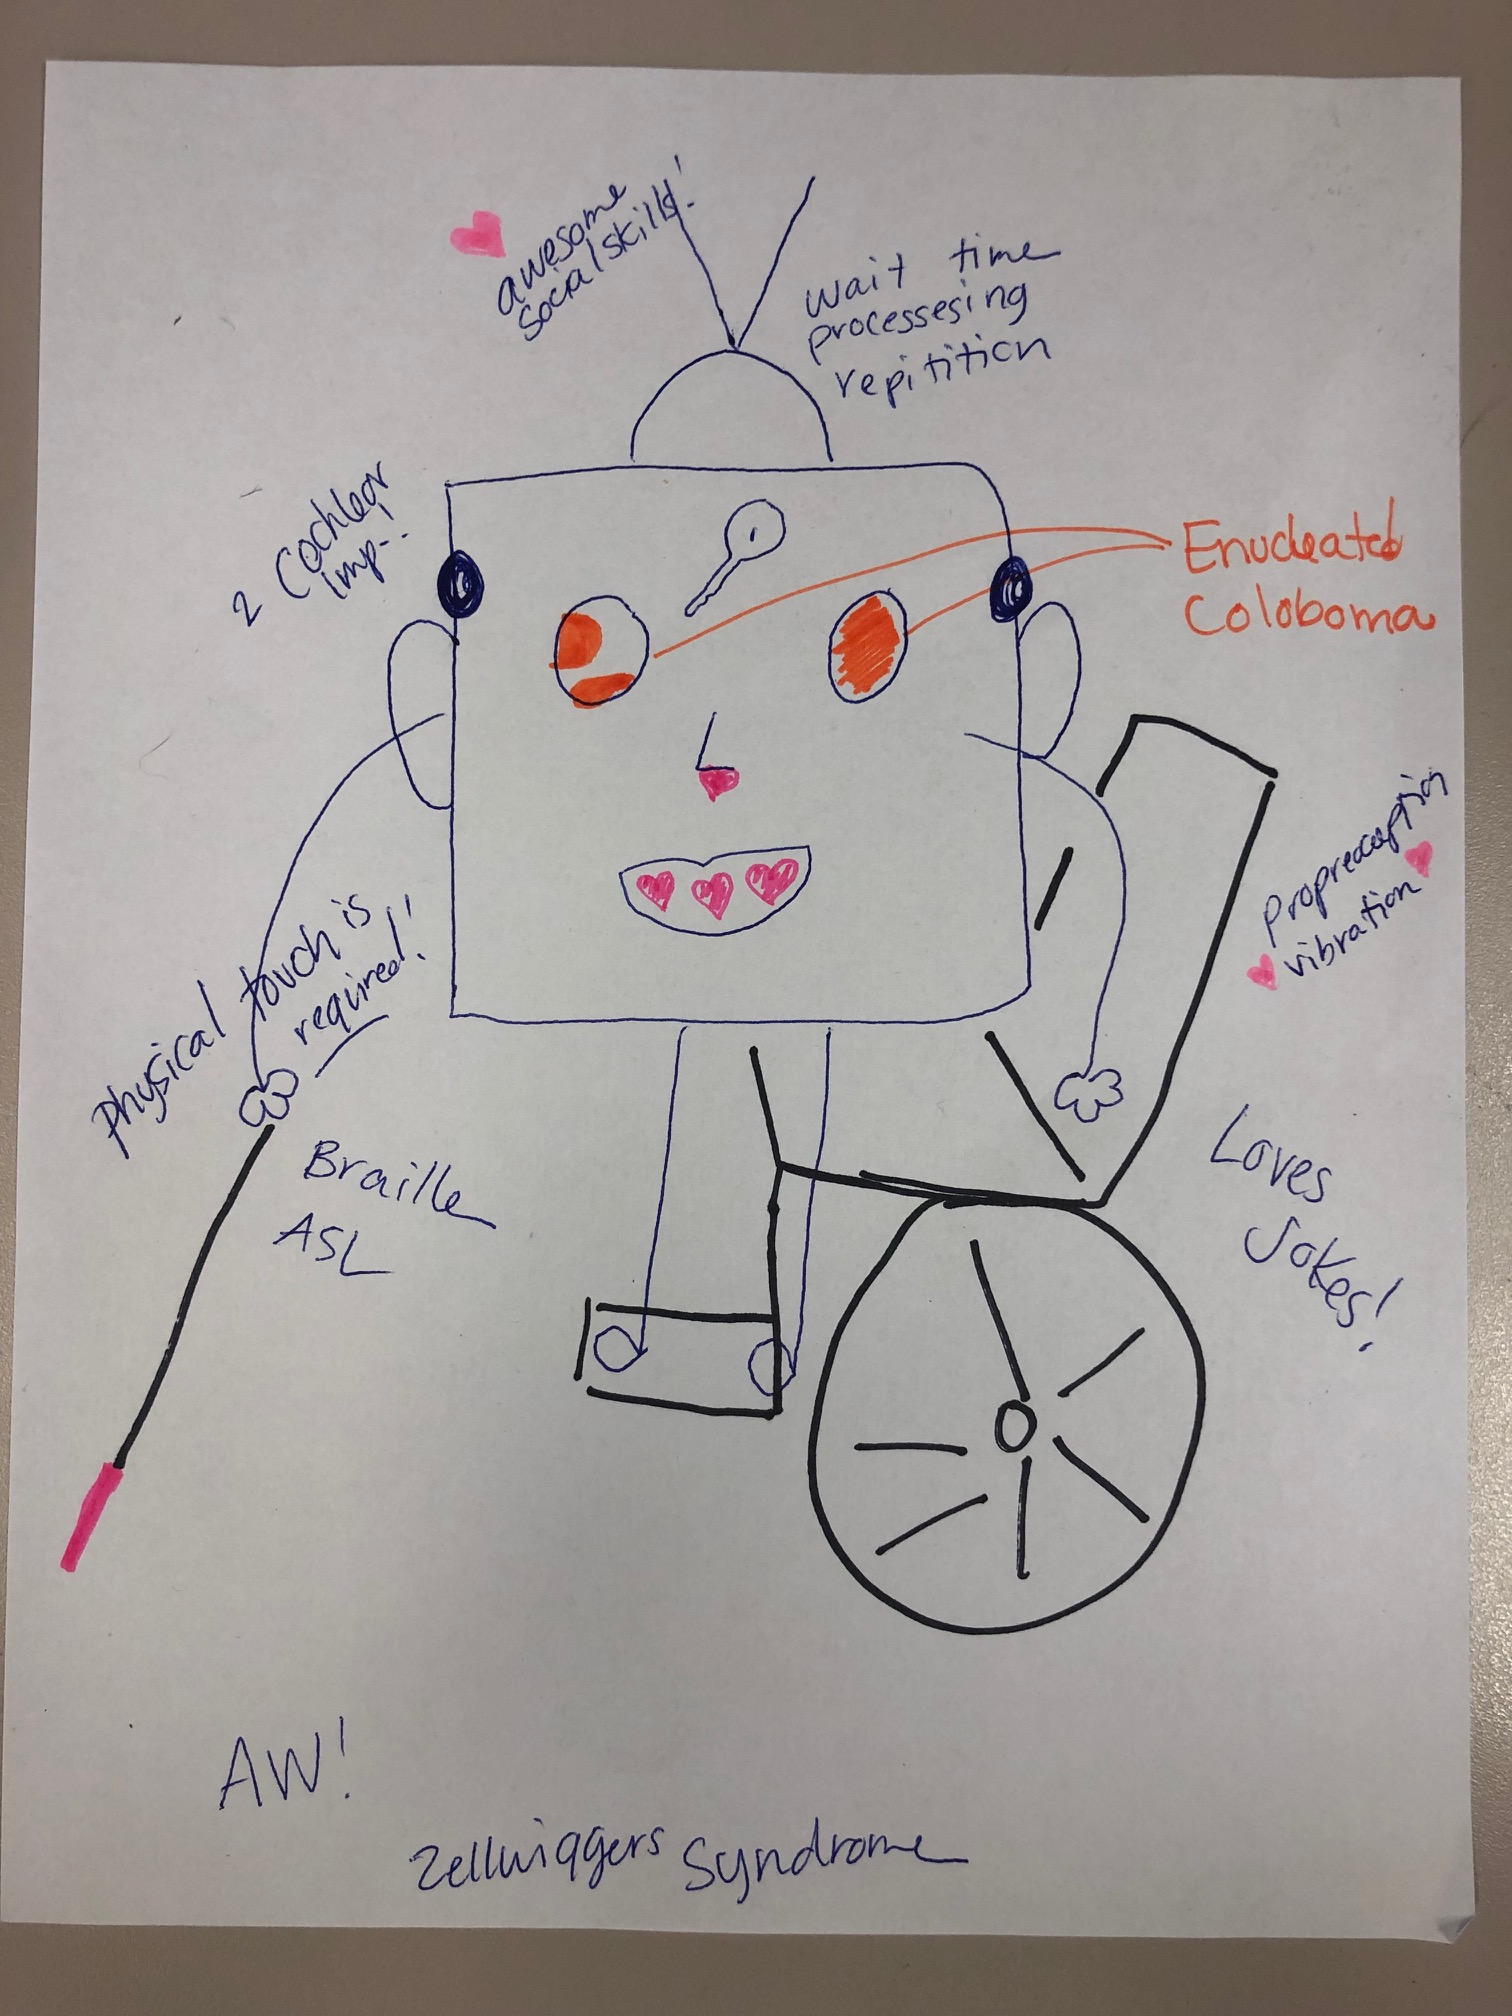 awesome
social skills!
wait time
processesing
repitition
2 Cochlear
imp..
Enucleated
Coloboma
Propreoception
vibration
Physical touch is
required!
Braille
ASL
Loves
Jokes!
AW!
Zellwiggers Syndrome